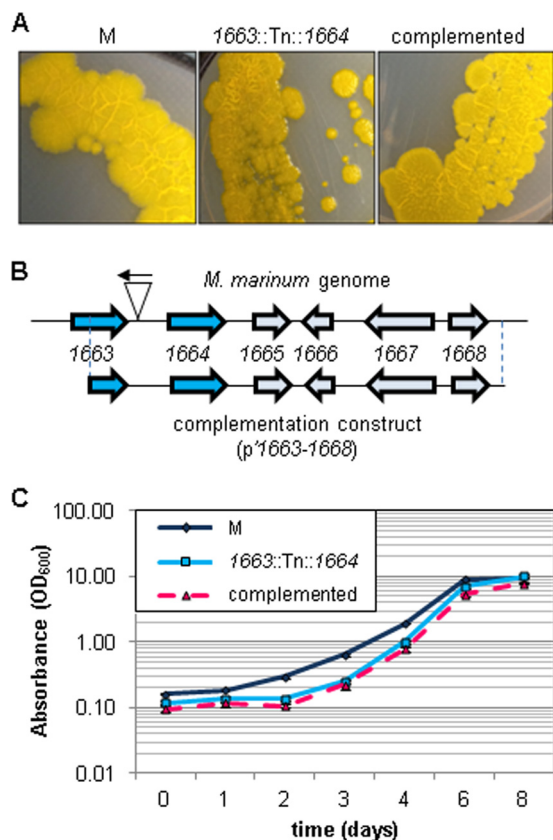 A
M
1663::Tn::1664
complemented
B
M. marinum genome
1663 1664 1665 1666 1667 1668
complementation construct
(p'1663-1668)
C
M
1663::Tn::1664
complemented
Absorbance (OD600)
100.00
10.00
1.00
0.10
0.01
0 1 2 3 4 6 8
time (days)